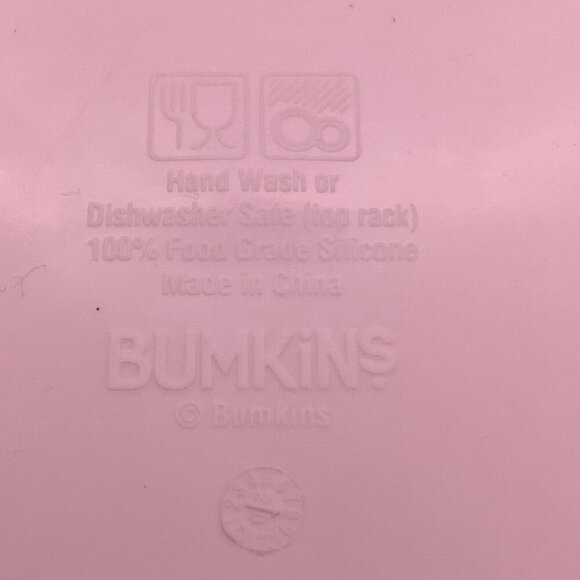 Hand Wash or
Dishwasher Safe (top rack)
100% Food Grade Silicone
Made in China
BUMKiNS
© Bumkins